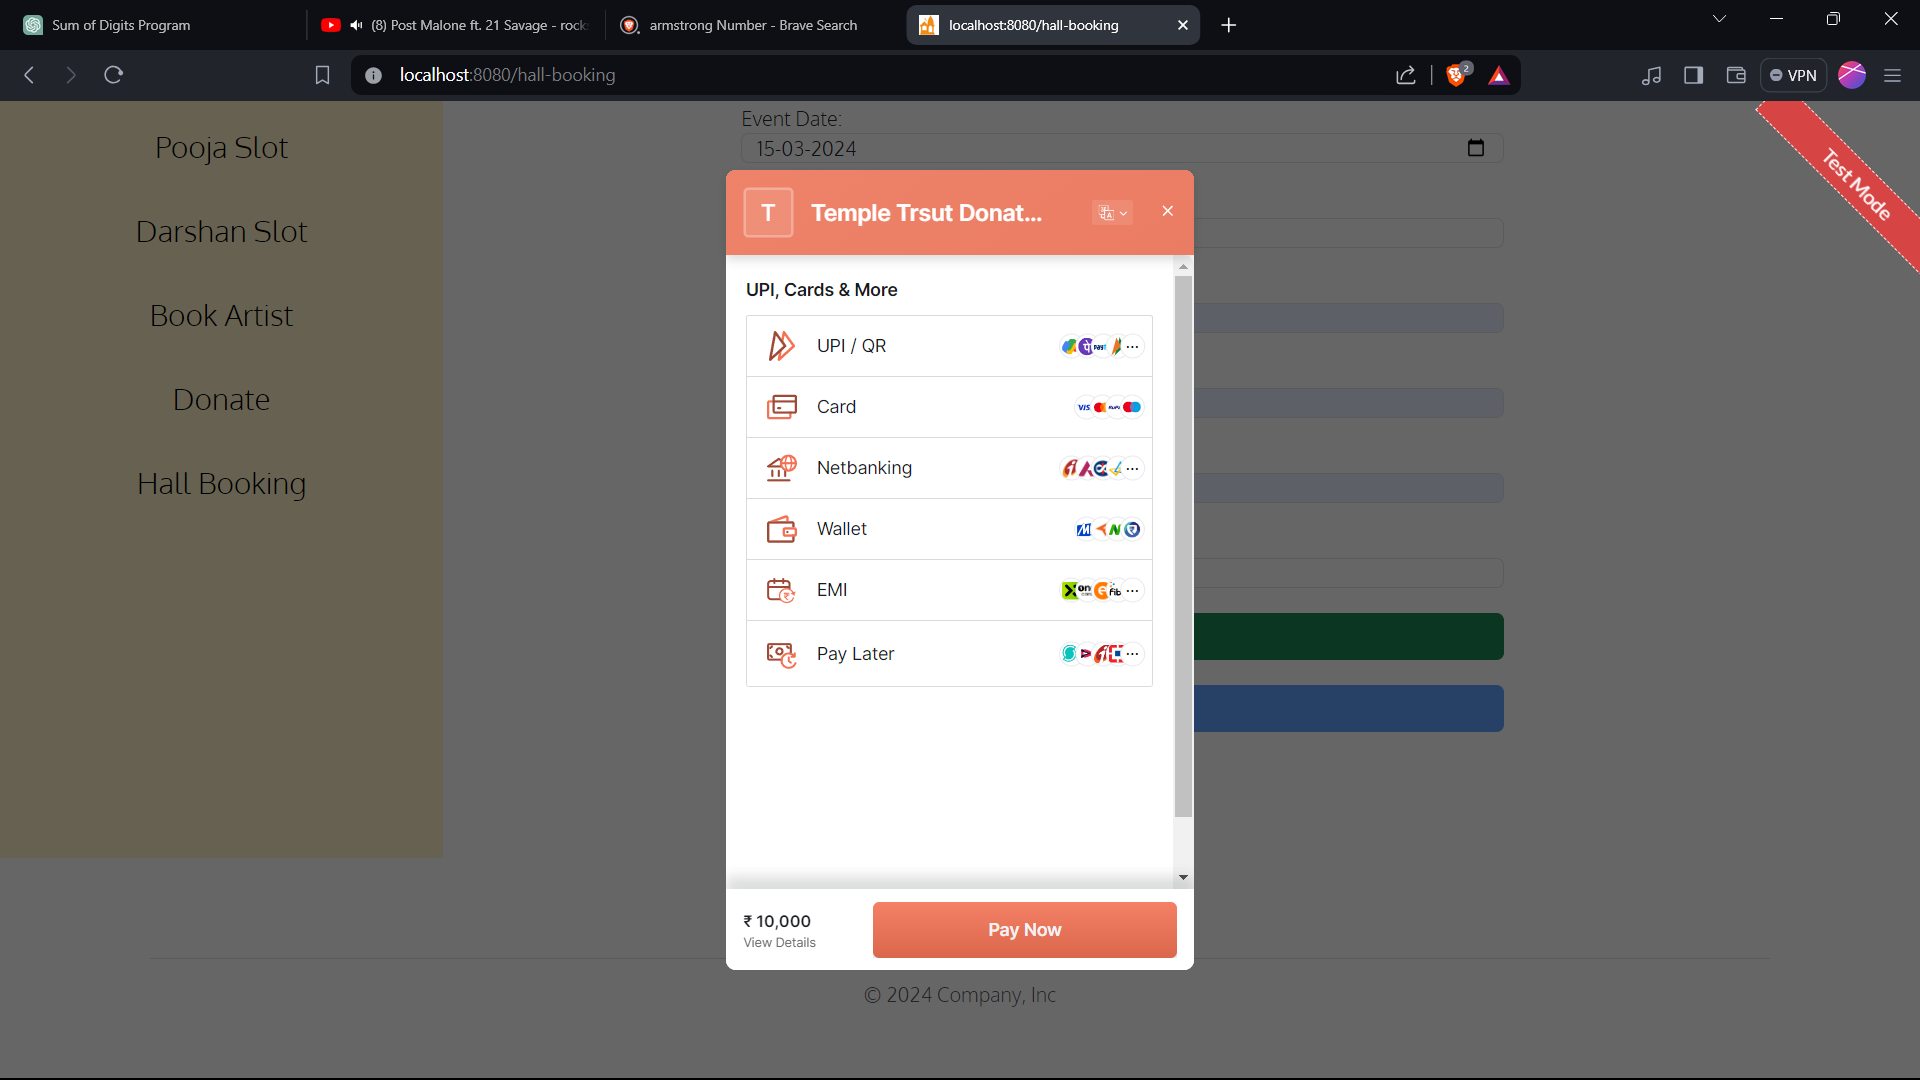 Sum of Digits Program
(8) Post Malone ft. 21 Savage - rock
armstrong Number - Brave Search
localhost:8080/hall-booking
localhost:8080/hall-booking
2
VPN
Pooja Slot
Darshan Slot
Book Artist
Donate
Hall Booking
Event Date:
15-03-2024
Test Mode
T
Temple Trsut Donat...
UPI, Cards & More
UPI / QR
Card
VISA
Netbanking
Wallet
EMI
Pay Later
₹ 10,000
View Details
Pay Now
© 2024 Company, Inc